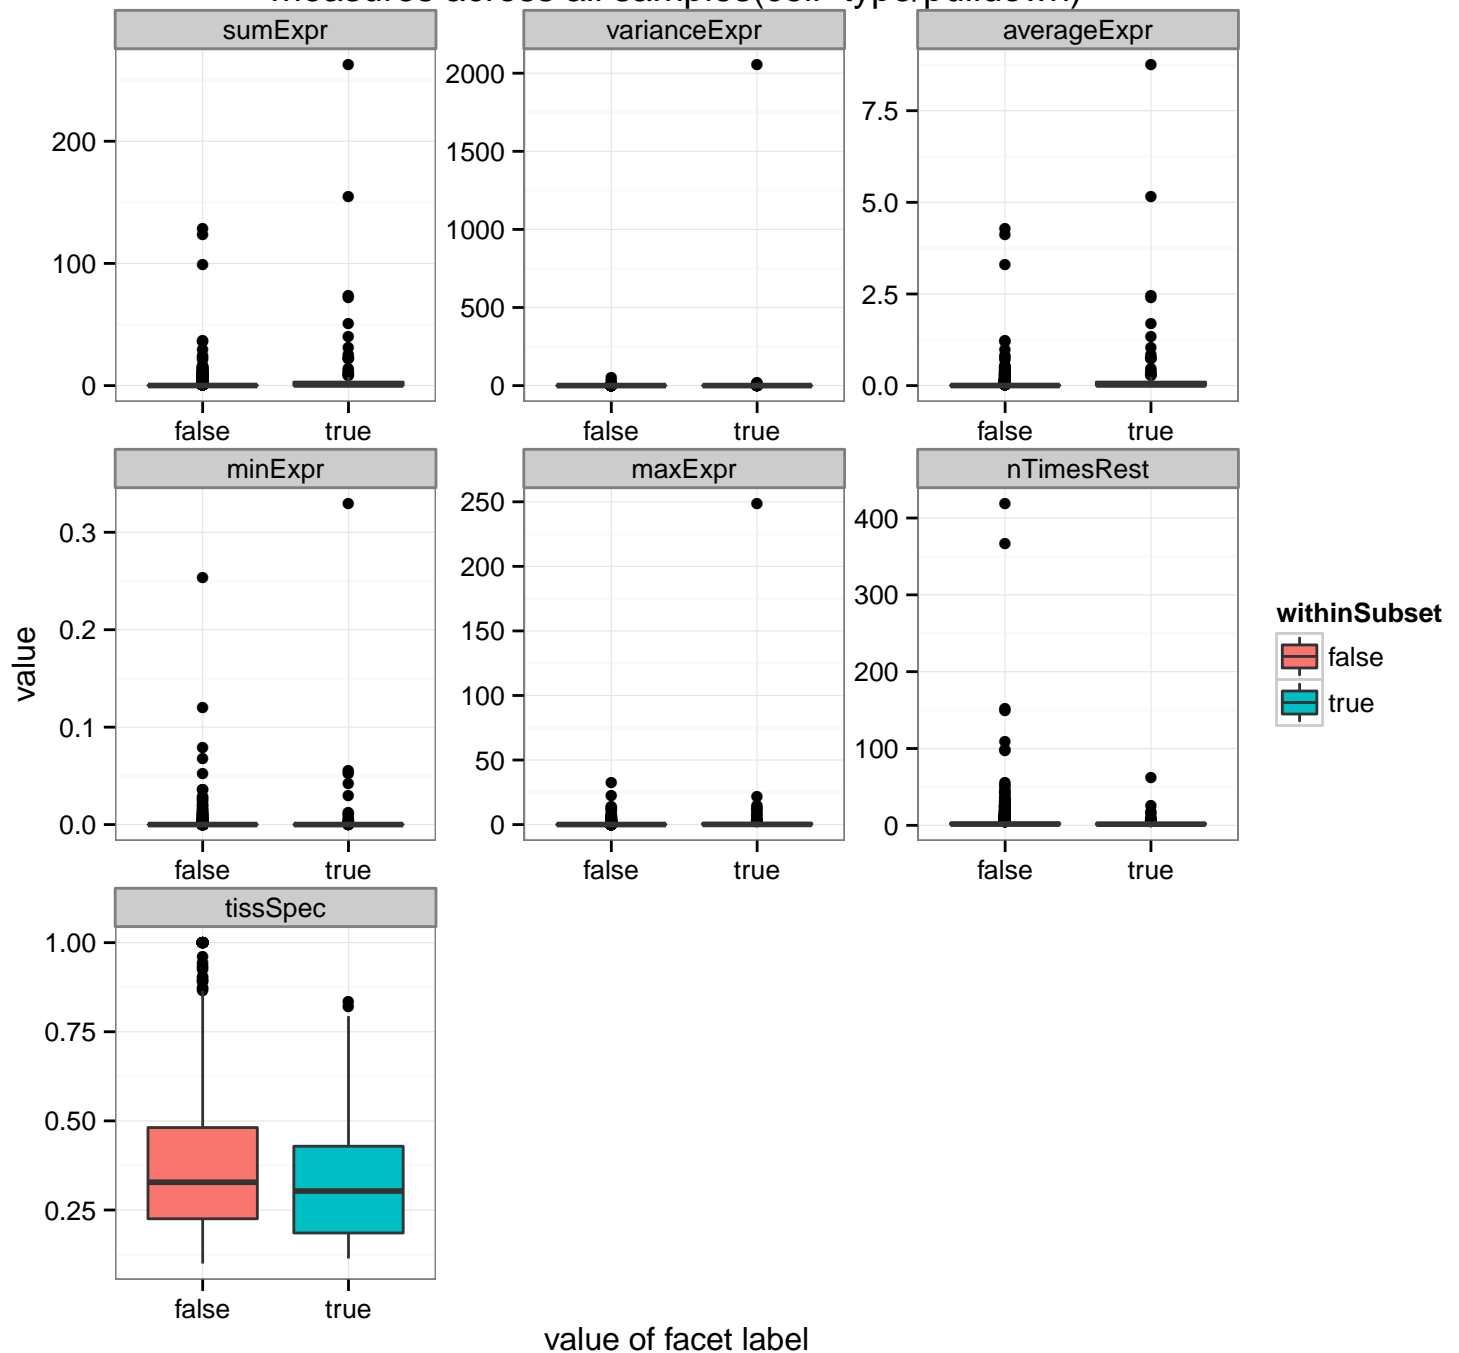 sumExpr varianceExpr averageExpr
200
100
0
2000
1500
1000
500
0
7.5
5.0
2.5
0.0
false true false true false true
minExpr maxExpr nTimesRest
0.3
0.2
0.1
0.0
250
200
150
100
50
0
400
300
200
100
0
false true false true false true
value
withinSubset
false
true
tissSpec
1.00
0.75
0.50
0.25
false true
value of facet label